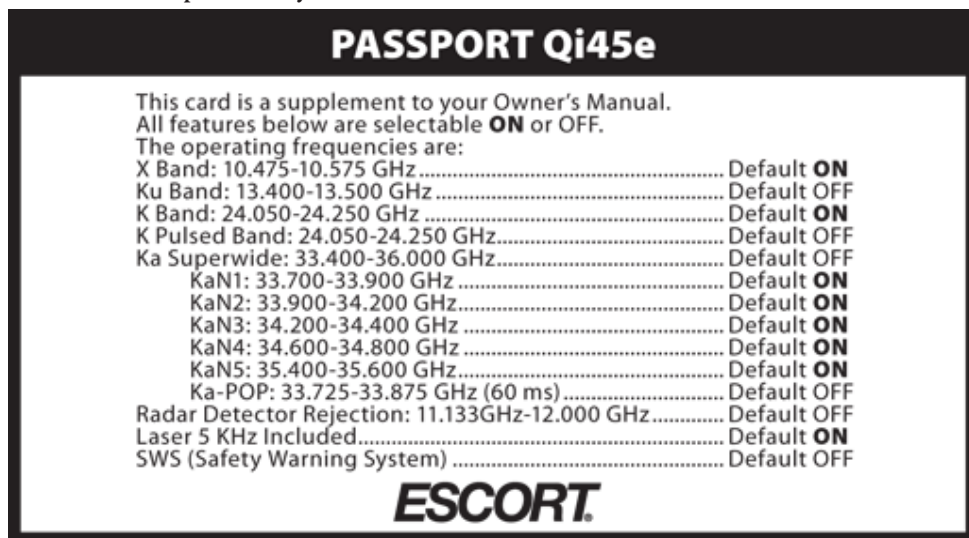 PASSPORT Qi45e
This card is a supplement to your Owner's Manual.
All features below are selectable ON or OFF.
The operating frequencies are:
X Band: 10.475-10.575 GHz........................................................ Default ON
Ku Band: 13.400-13.500 GHz..................................................... Default OFF
K Band: 24.050-24.250 GHz ....................................................... Default ON
K Pulsed Band: 24.050-24.250 GHz.......................................... Default OFF
Ka Superwide: 33.400-36.000 GHz.......................................... Default OFF
KaN1: 33.700-33.900 GHz ................................................ Default ON
KaN2: 33.900-34.200 GHz ................................................ Default ON
KaN3: 34.200-34.400 GHz ................................................ Default ON
KaN4: 34.600-34.800 GHz ................................................ Default ON
KaN5: 35.400-35.600 GHz................................................. Default ON
Ka-POP: 33.725-33.875 GHz (60 ms)............................... Default OFF
Radar Detector Rejection: 11.133GHz-12.000 GHz............. Default OFF
Laser 5 KHz Included................................................................... Default ON
SWS (Safety Warning System) .................................................. Default OFF
ESCORT®